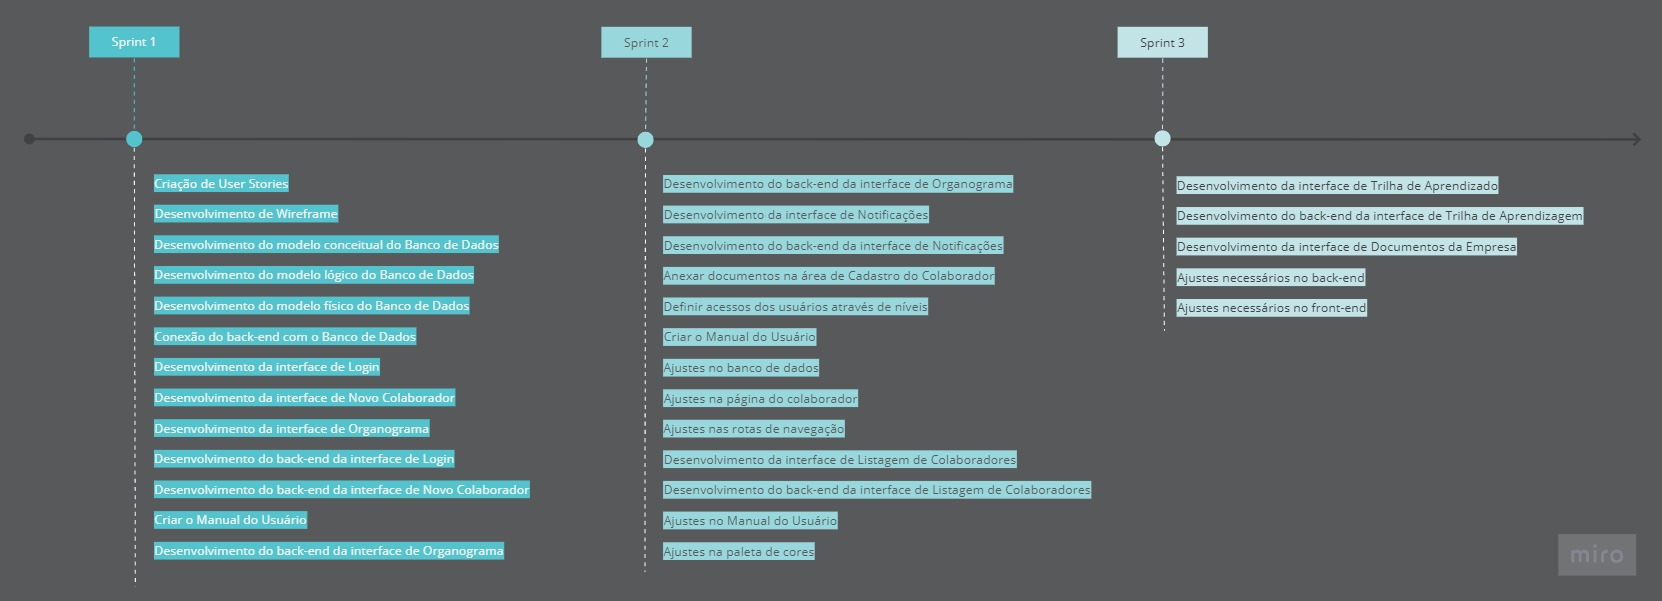 Sprint 1
Sprint 2
Sprint 3
Criação de User Stories
Desenvolvimento de Wireframe
Desenvolvimento do modelo conceitual do Banco de Dados
Desenvolvimento do modelo lógico do Banco de Dados
Desenvolvimento do modelo físico do Banco de Dados
Conexão do back-end com o Banco de Dados
Desenvolvimento da interface de Login
Desenvolvimento da interface de Novo Colaborador
Desenvolvimento da interface de Organograma
Desenvolvimento do back-end da interface de Login
Desenvolvimento do back-end da interface de Novo Colaborador
Criar o Manual do Usuário
Desenvolvimento do back-end da interface de Organograma
Desenvolvimento do back-end da interface de Organograma
Desenvolvimento da interface de Notificações
Desenvolvimento do back-end da interface de Notificações
Anexar documentos na área de Cadastro do Colaborador
Definir acessos dos usuários através de níveis
Criar o Manual do Usuário
Ajustes no banco de dados
Ajustes na página do colaborador
Ajustes nas rotas de navegação
Desenvolvimento da interface de Listagem de Colaboradores
Desenvolvimento do back-end da interface de Listagem de Colaboradores
Ajustes no Manual do Usuário
Ajustes na paleta de cores
Desenvolvimento da interface de Trilha de Aprendizado
Desenvolvimento do back-end da interface de Trilha de Aprendizagem
Desenvolvimento da interface de Documentos da Empresa
Ajustes necessários no back-end
Ajustes necessários no front-end
miro